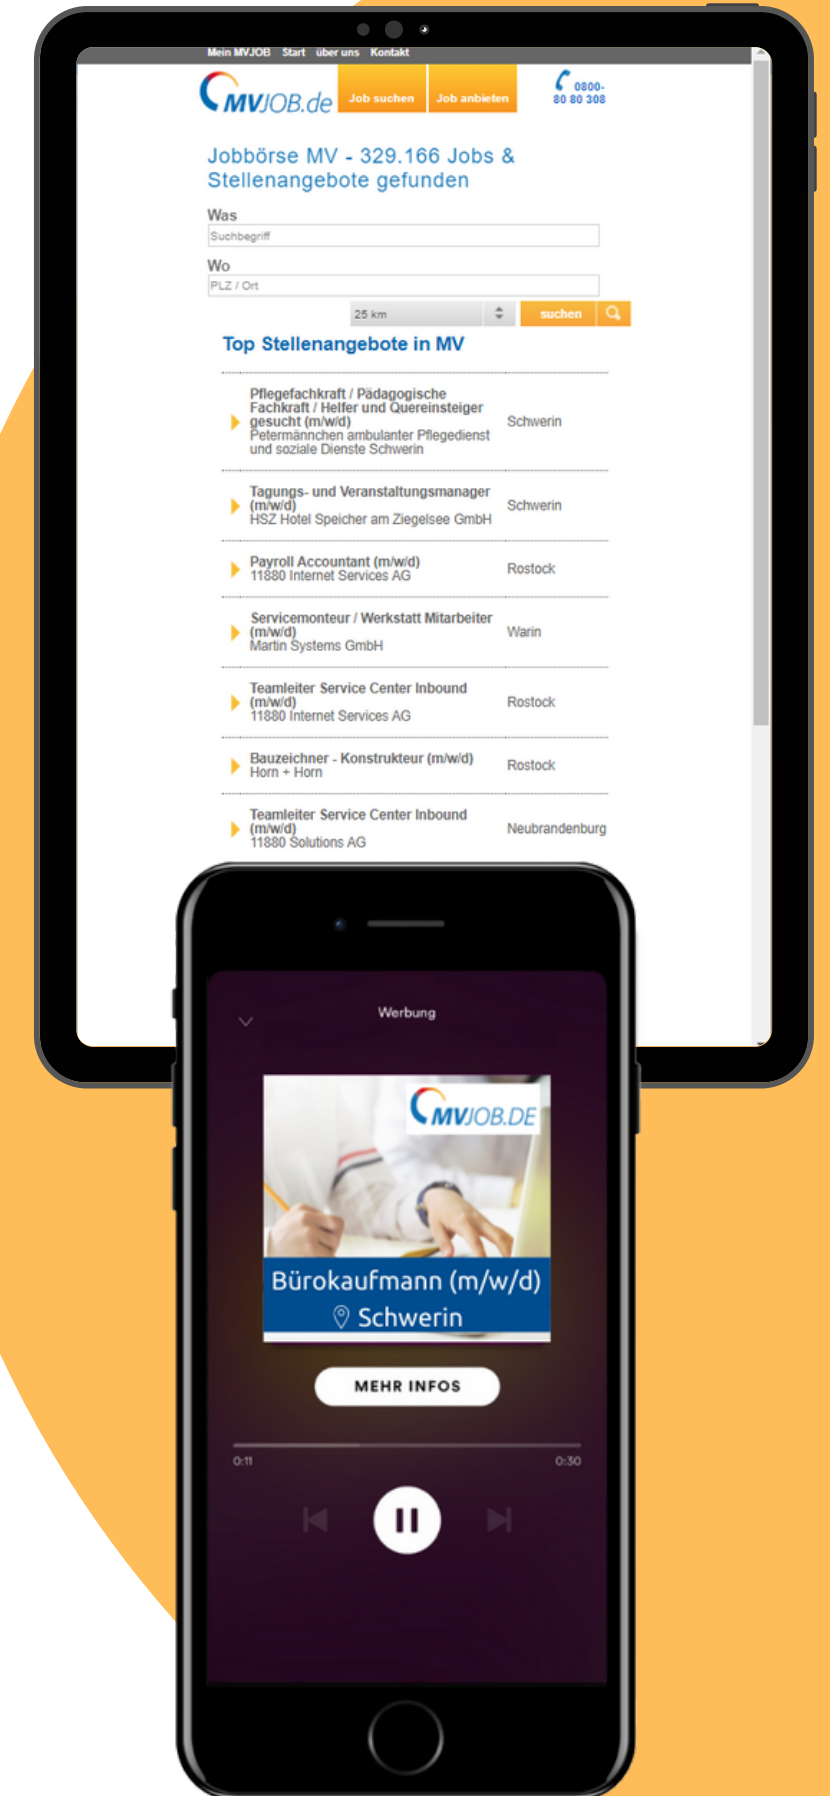 Mein MVJOB Start über uns Kontakt
MVJOB.de
Job suchen
Job anbieten
0800-
80 80 308
Jobbörse MV - 329.166 Jobs &
Stellenangebote gefunden
Was
Suchbegriff
Wo
PLZ / Ort
25 km
suchen
Top Stellenangebote in MV
Pflegefachkraft / Pädagogische
Fachkraft / Helfer und Quereinsteiger
gesucht (m/w/d)
Petermännchen ambulanter Pflegedienst
und soziale Dienste Schwerin
Schwerin
Tagungs- und Veranstaltungsmanager
(m/w/d)
HSZ Hotel Speicher am Ziegelsee GmbH
Schwerin
Payroll Accountant (m/w/d)
11880 Internet Services AG
Rostock
Servicemonteur / Werkstatt Mitarbeiter
(m/w/d)
Martin Systems GmbH
Warin
Teamleiter Service Center Inbound
(m/w/d)
11880 Internet Services AG
Rostock
Bauzeichner - Konstrukteur (m/w/d)
Horn + Horn
Rostock
Teamleiter Service Center Inbound
(m/w/d)
11880 Solutions AG
Neubrandenburg
Werbung
MVJOB.DE
Bürokaufmann (m/w/d)
Schwerin
MEHR INFOS
0:11
0:30